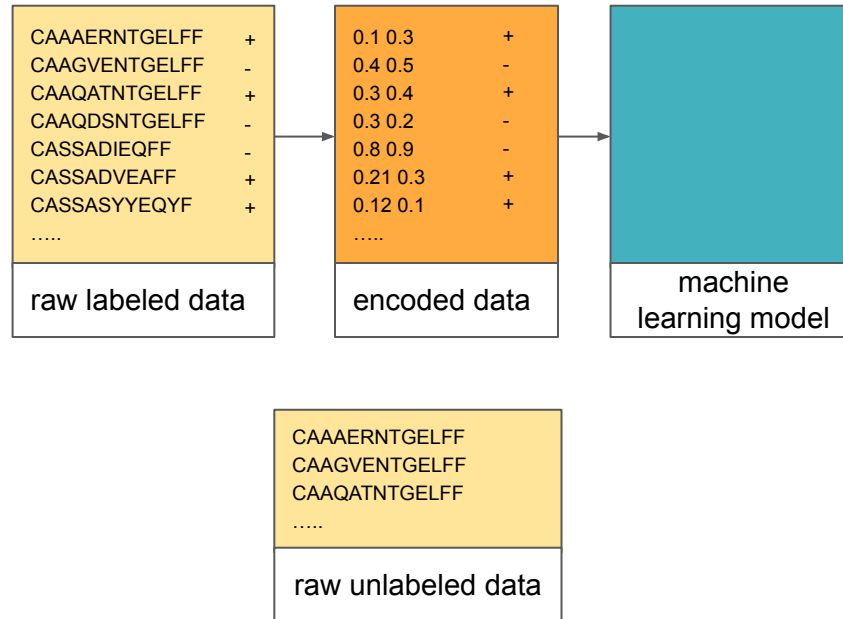 CAAAERNTGELFF +
CAAGVENTGELFF -
CAAQATNTGELFF +
CAAQDSNTGELFF -
CASSADIEQFF -
CASSADVEAFF +
CASSASYYEQYF +
…..
raw labeled data
0.1 0.3 +
0.4 0.5 -
0.3 0.4 +
0.3 0.2 -
0.8 0.9 -
0.21 0.3 +
0.12 0.1 +
…..
encoded data
machine
learning model
CAAAERNTGELFF
CAAGVENTGELFF
CAAQATNTGELFF
…..
raw unlabeled data